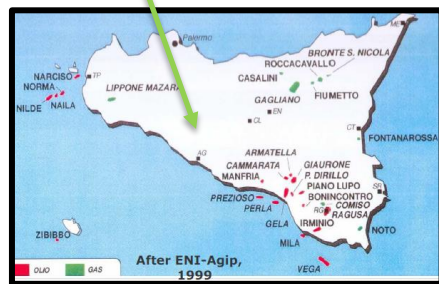 ME
Palermo
BRONTE S. NICOLA
ROCCACAVALLO
NARCISO
TP
CASALINI
NORMA
LIPPONE MAZARA
FIUMETTO
NILDE
NAILA
GAGLIANO
EN
CL
CT
FONTANAROSSA
AG
ARMATELLA
CAMMARATA
GIAURONE
MANFRIA
P. DIRILLO
PIANO LUPO
SR
PREZIOSO
BONINCONTRO
PERLA
RG
COMISO
RAGUSA
GELA
IRMINIO
ZIBIBBO
MILA
NOTO
VEGA
OLIO
GAS
After ENI-Agip,
1999